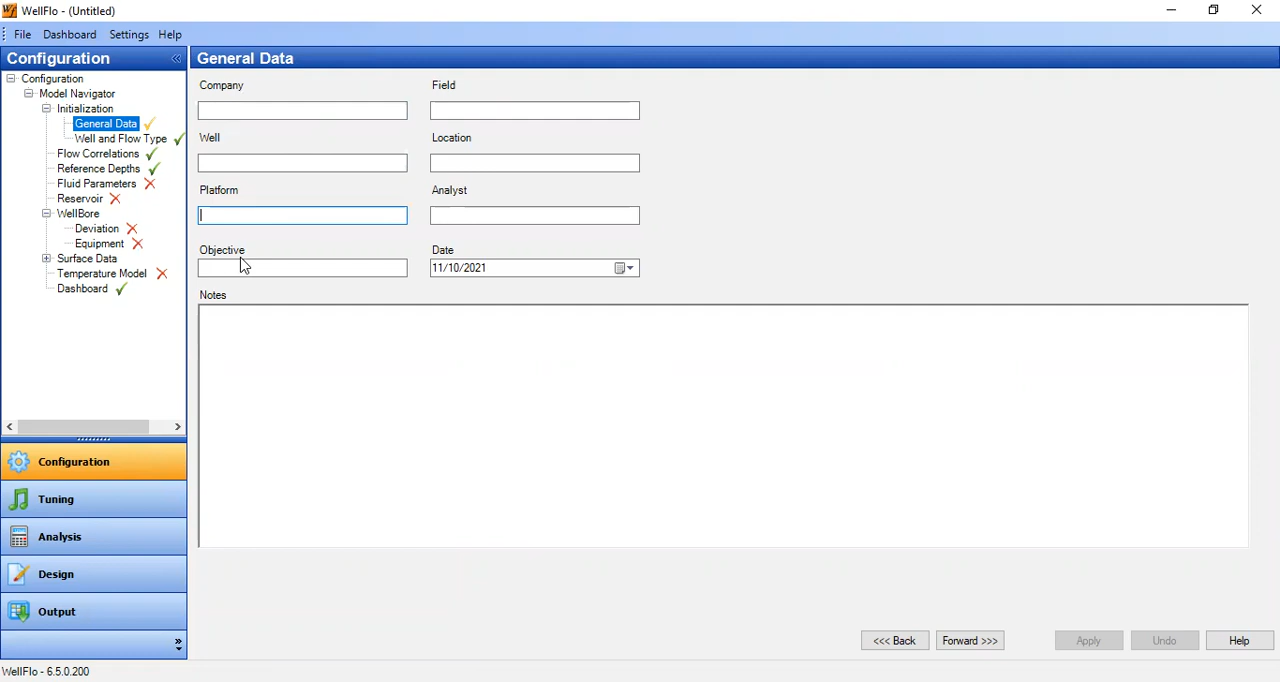 WellFlo - (Untitled)
File Dashboard Settings Help
Configuration «
Configuration
Model Navigator
Initialization
General Data
Well and Flow Type
Flow Correlations
Reference Depths
Fluid Parameters
Reservoir
WellBore
Deviation
Equipment
Surface Data
Temperature Model
Dashboard
Configuration
Tuning
Analysis
Design
Output
»
General Data
Company Field
Well Location
Platform Analyst
Objective Date
11/10/2021
Notes
<<< Back Forward >>> Apply Undo Help
WellFlo - 6.5.0.200